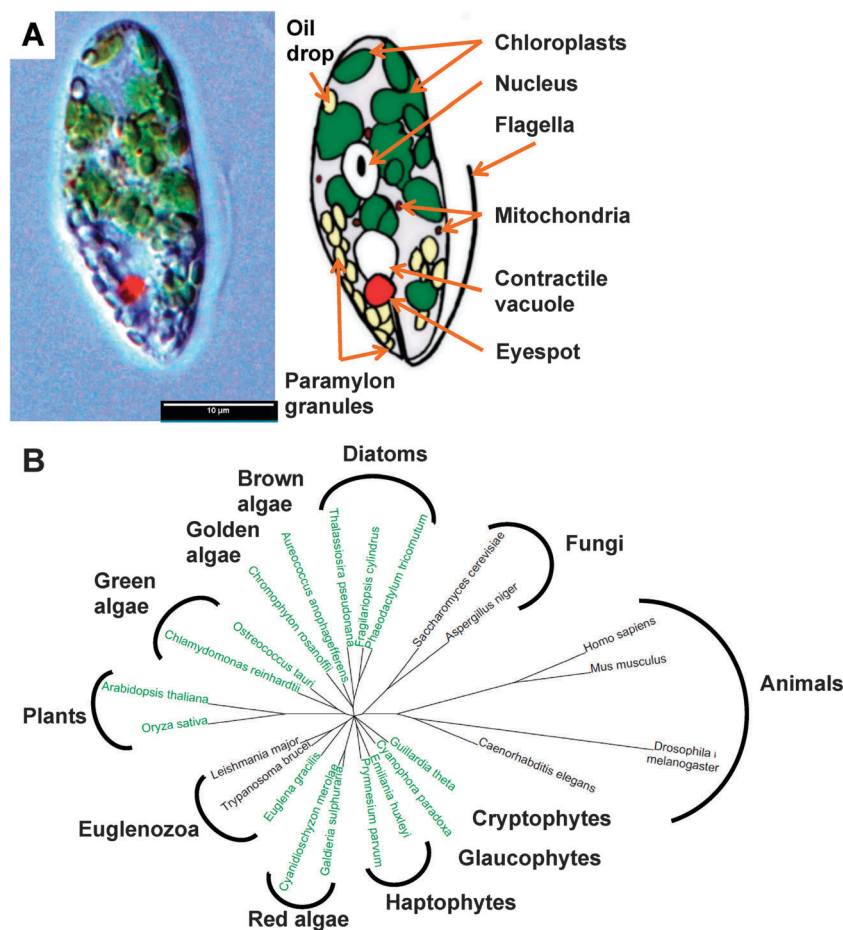 A
Oil
drop
Chloroplasts
Nucleus
Flagella
Mitochondria
Contractile
vacuole
Eyespot
Paramylon
granules
10 µm
B
Diatoms
Brown
algae
Golden
algae
Green
algae
Plants
Euglenozoa
Red algae
Haptophytes
Glaucophytes
Cryptophytes
Animals
Fungi
Thalassiosira pseudonana
Fragilariopsis cylindrus
Phaeodactylum tricornutum
Aureococcus anophagefferens
Chromophyton rosanoffii
Ostreococcus tauri
Chlamydomonas reinhardtii
Arabidopsis thaliana
Oryza sativa
Leishmania major
Trypanosoma brucei
Euglena gracilis
Cyanidioschyzon merolae
Galdieria sulphuraria
Prymnesium parvum
Emiliania huxleyi
Cyanophora paradoxa
Guillardia theta
Caenorhabditis elegans
Drosophila i
melanogaster
Mus musculus
Homo sapiens
Aspergillus niger
Saccharomyces cerevisiae